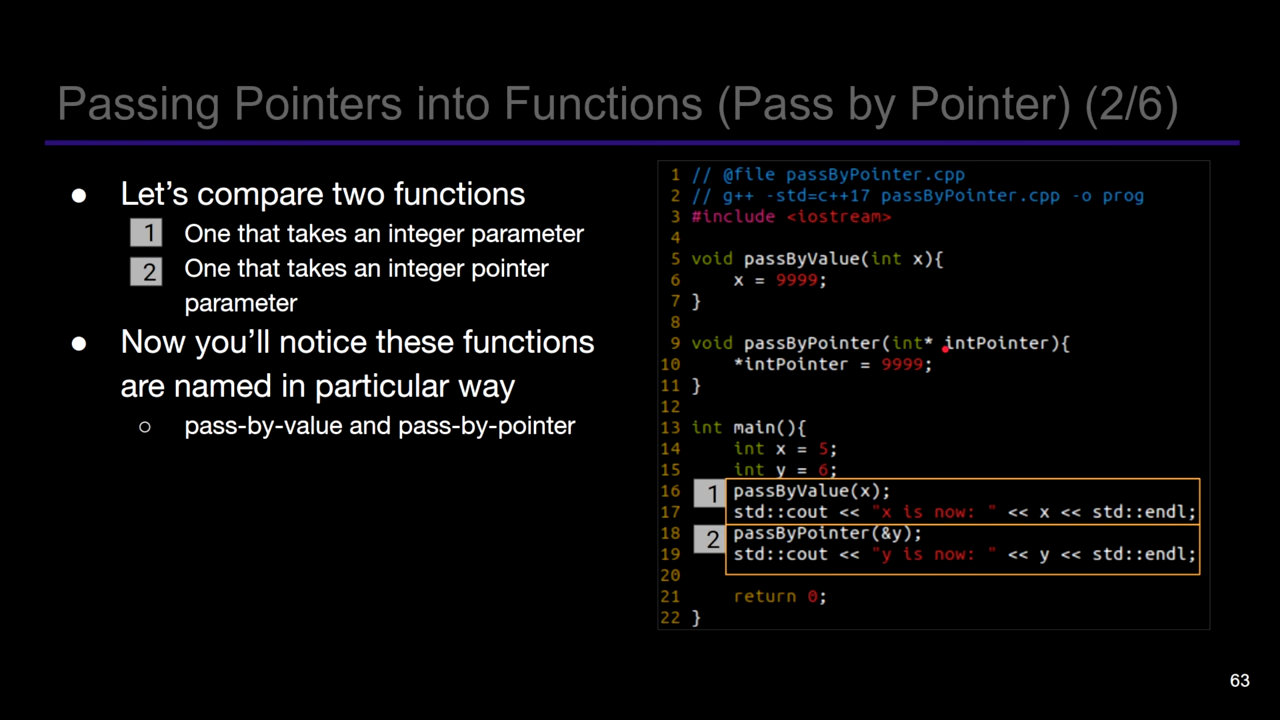 Passing Pointers into Functions (Pass by Pointer) (2/6)
● Let’s compare two functions
1 One that takes an integer parameter
2 One that takes an integer pointer
parameter
● Now you’ll notice these functions
are named in particular way
○ pass-by-value and pass-by-pointer
1 // @file passByPointer.cpp
2 // g++ -std=c++17 passByPointer.cpp -o prog
3 #include <iostream>
4
5 void passByValue(int x){
6     x = 9999;
7 }
8
9 void passByPointer(int* intPointer){
10     *intPointer = 9999;
11 }
12
13 int main(){
14     int x = 5;
15     int y = 6;
16 1 passByValue(x);
17     std::cout << "x is now: " << x << std::endl;
18 2 passByPointer(&y);
19     std::cout << "y is now: " << y << std::endl;
20
21     return 0;
22 }
63